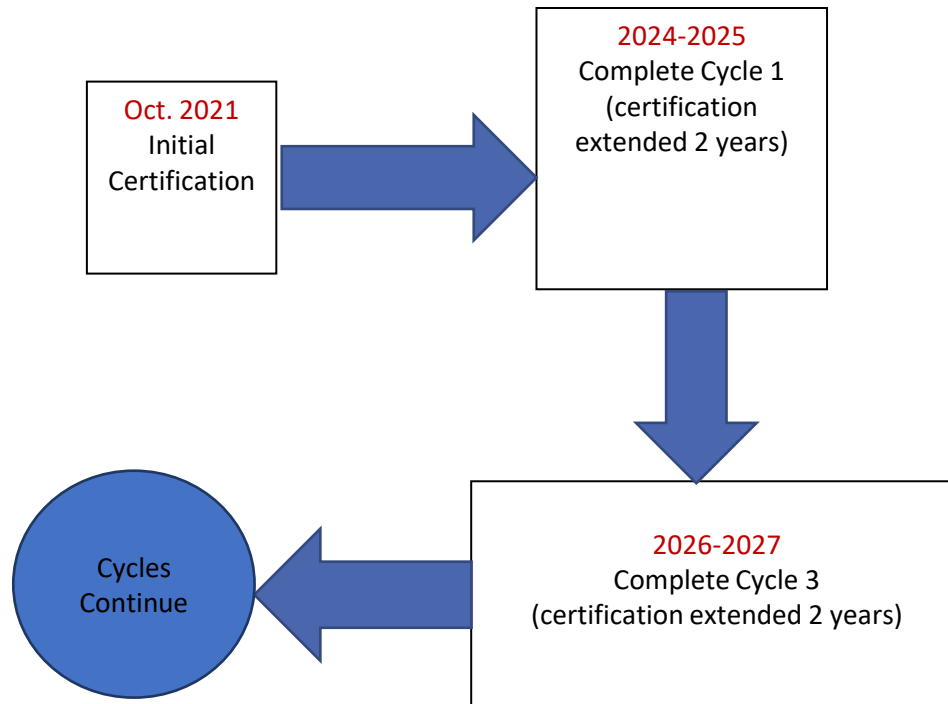 Oct. 2021
Initial
Certification
2024-2025
Complete Cycle 1
(certification
extended 2 years)
2026-2027
Complete Cycle 3
(certification extended 2 years)
Cycles
Continue